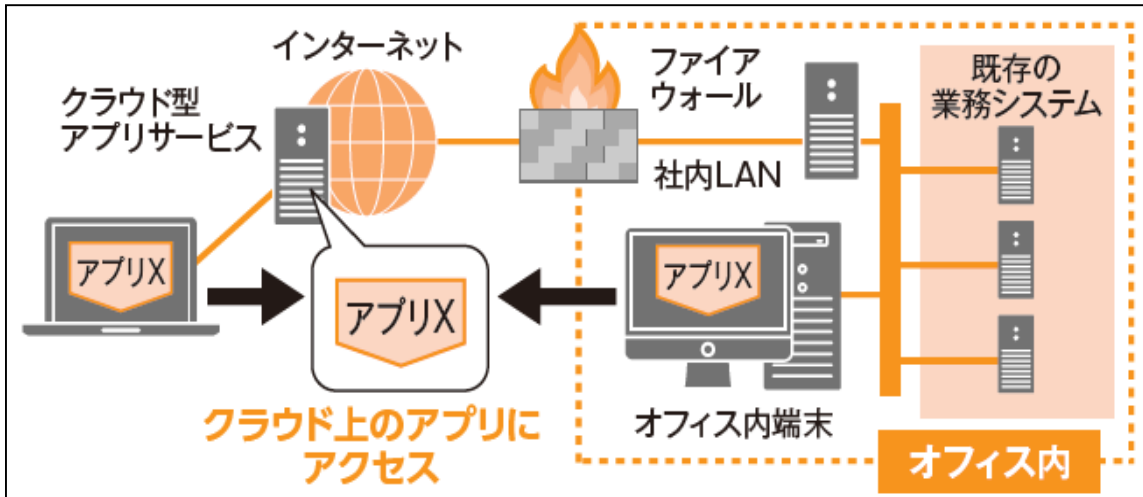 インターネット
クラウド型
アプリサービス
ファイア
ウォール
社内LAN
既存の
業務システム
アプリX
アプリX
アプリX
クラウド上のアプリに
アクセス
オフィス内端末
オフィス内